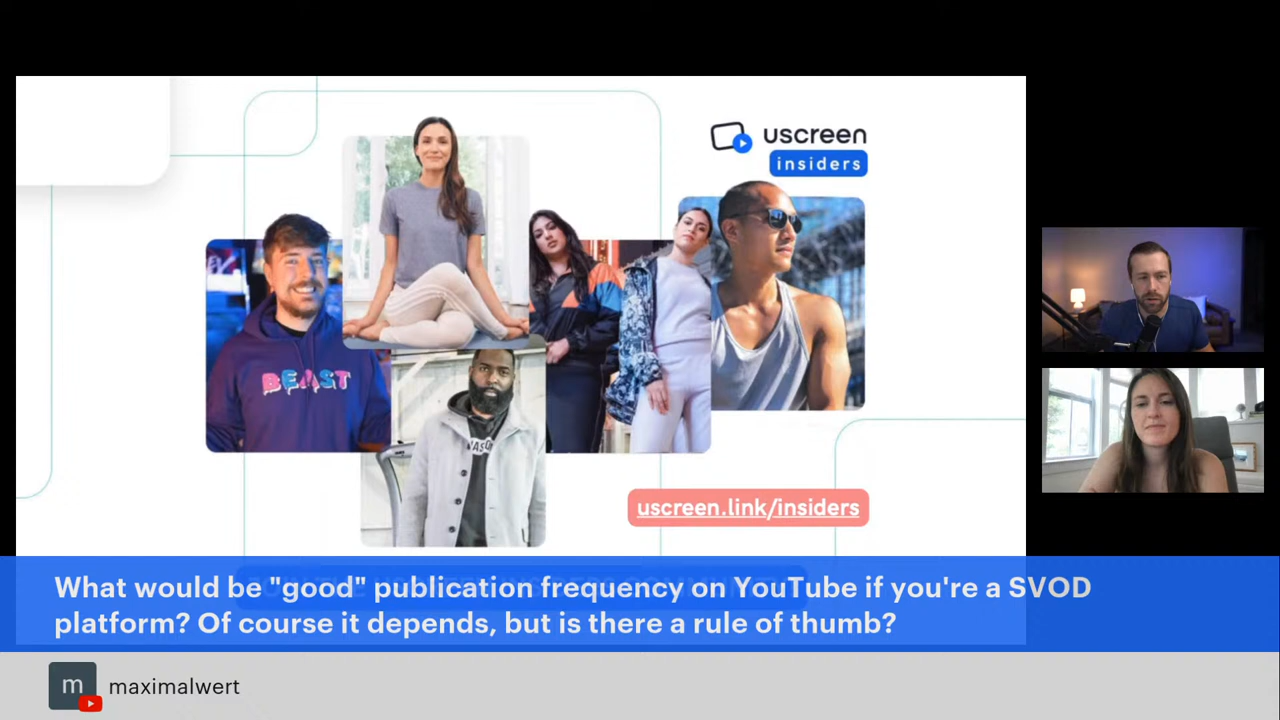 uscreen
insiders
BEAST
uscreen.link/insiders
What would be "good" publication frequency on YouTube if you're a SVOD
platform? Of course it depends, but is there a rule of thumb?
m
maximalwert